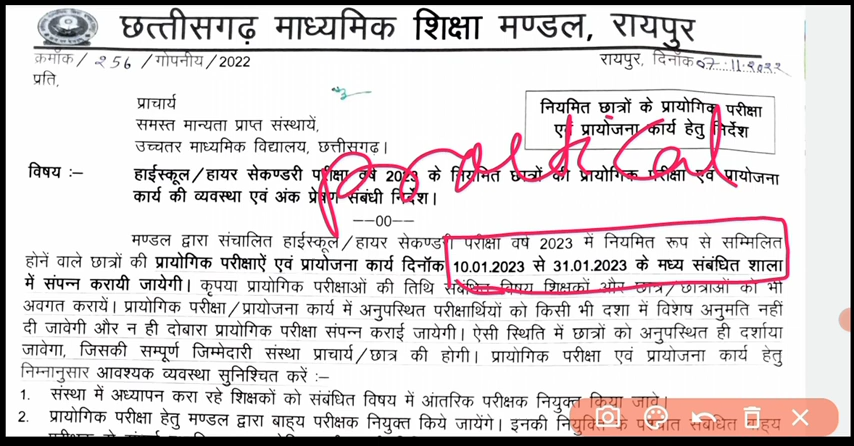 छत्तीसगढ़ माध्यमिक शिक्षा मण्डल, रायपुर
क्रमाँक / 256 / गोपनीय / 2022
रायपुर, दिनाँक 07.11.2022
प्रति,
प्राचार्य
समस्त मान्यता प्राप्त संस्थायें,
उच्चतर माध्यमिक विद्यालय, छत्तीसगढ़।
नियमित छात्रों के प्रायोगिक परीक्षा
एवं प्रायोजना कार्य हेतु निर्देश
practical
विषय :– हाईस्कूल/हायर सेकण्डरी परीक्षा वर्ष 2023 के नियमित छात्रों की प्रायोगिक परीक्षा एवं प्रायोजना
कार्य की व्यवस्था एवं अंक प्रेषण संबंधी निर्देश।
––00––
मण्डल द्वारा संचालित हाईस्कूल/हायर सेकण्डरी परीक्षा वर्ष 2023 में नियमित रूप से सम्मिलित
होनें वाले छात्रों की प्रायोगिक परीक्षाऐं एवं प्रायोजना कार्य दिनाँक 10.01.2023 से 31.01.2023 के मध्य संबंधित शाला
में संपन्न करायी जायेगी। कृपया प्रायोगिक परीक्षाओं की तिथि संबंधित विषय शिक्षकों और छात्र/छात्राओं को भी
अवगत करायें। प्रायोगिक परीक्षा/प्रायोजना कार्य में अनुपस्थित परीक्षार्थियों को किसी भी दशा में विशेष अनुमति नहीं
दी जावेगी और न ही दोबारा प्रायोगिक परीक्षा संपन्न कराई जायेगी। ऐसी स्थिति में छात्रों को अनुपस्थित ही दर्शाया
जावेगा, जिसकी सम्पूर्ण जिम्मेदारी संस्था प्राचार्य/छात्र की होगी। प्रायोगिक परीक्षा एवं प्रायोजना कार्य हेतु
निम्नानुसार आवश्यक व्यवस्था सुनिश्चित करें :–
1. संस्था में अध्यापन करा रहे शिक्षकों को संबंधित विषय में आंतरिक परीक्षक नियुक्त किया जावे।
2. प्रायोगिक परीक्षा हेतु मण्डल द्वारा बाह्य परीक्षक नियुक्त किये जायेंगे। इनकी नियुक्ति के पश्चात संबंधित बाह्य